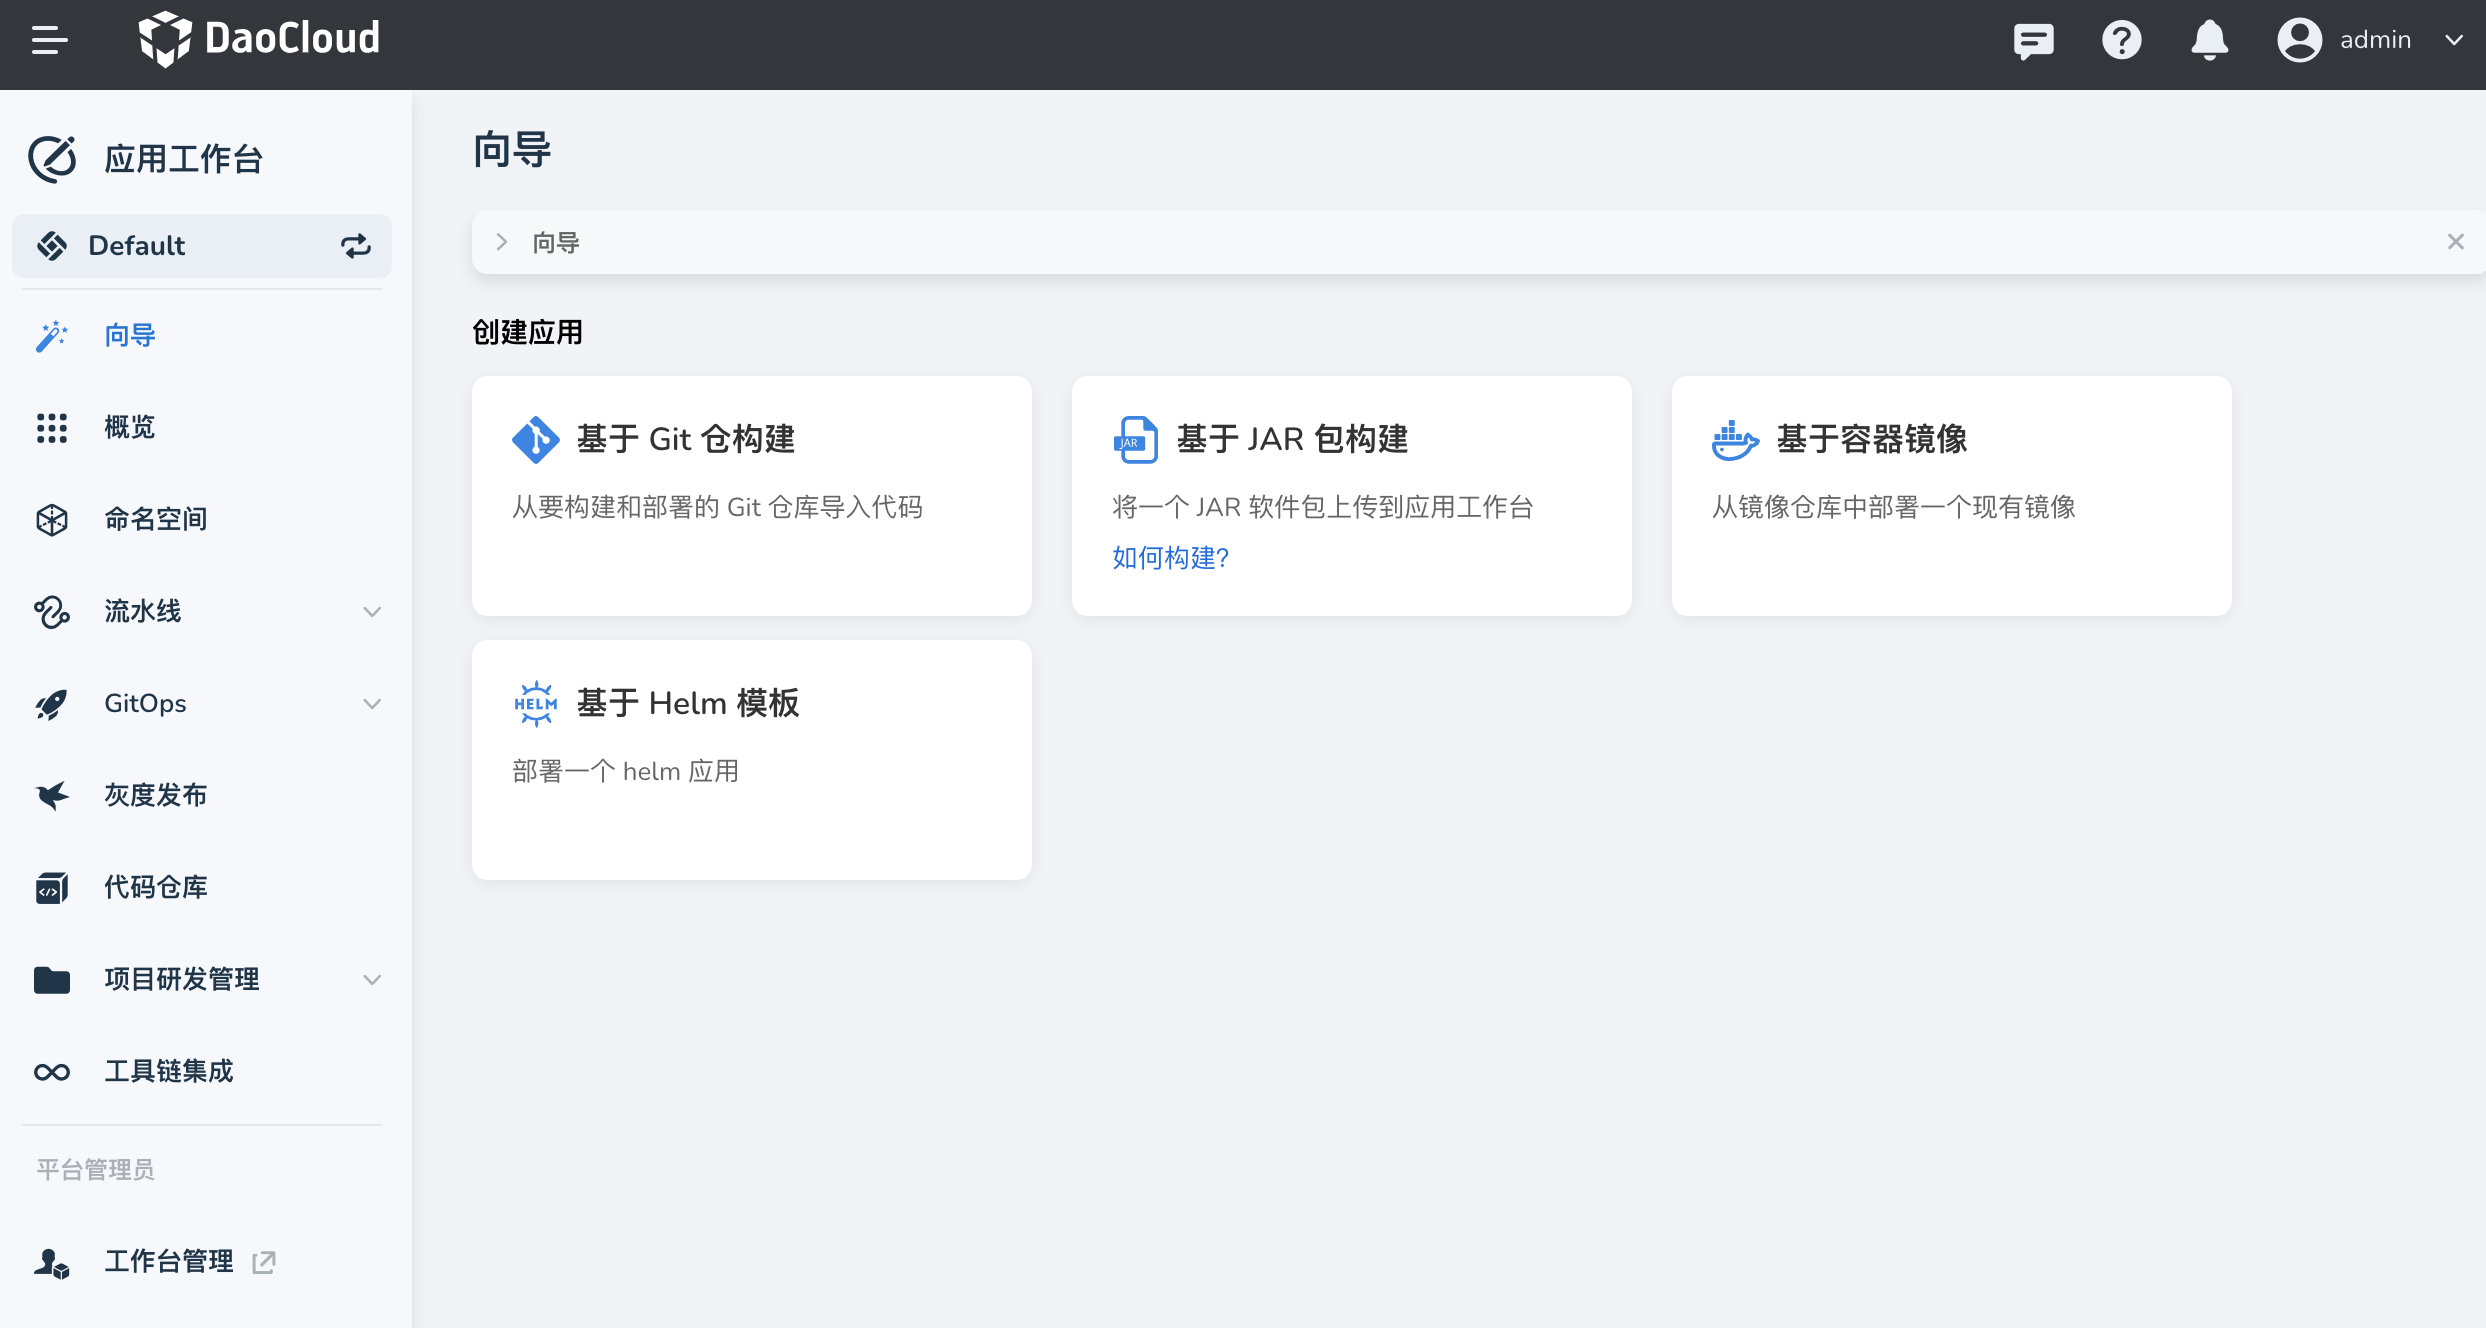 DaoCloud
admin
应用工作台
Default
向导
概览
命名空间
流水线
GitOps
灰度发布
代码仓库
项目研发管理
工具链集成
平台管理员
工作台管理
向导
向导
创建应用
基于 Git 仓构建
从要构建和部署的 Git 仓库导入代码
JAR
基于 JAR 包构建
将一个 JAR 软件包上传到应用工作台
如何构建?
基于容器镜像
从镜像仓库中部署一个现有镜像
HELM
基于 Helm 模板
部署一个 helm 应用